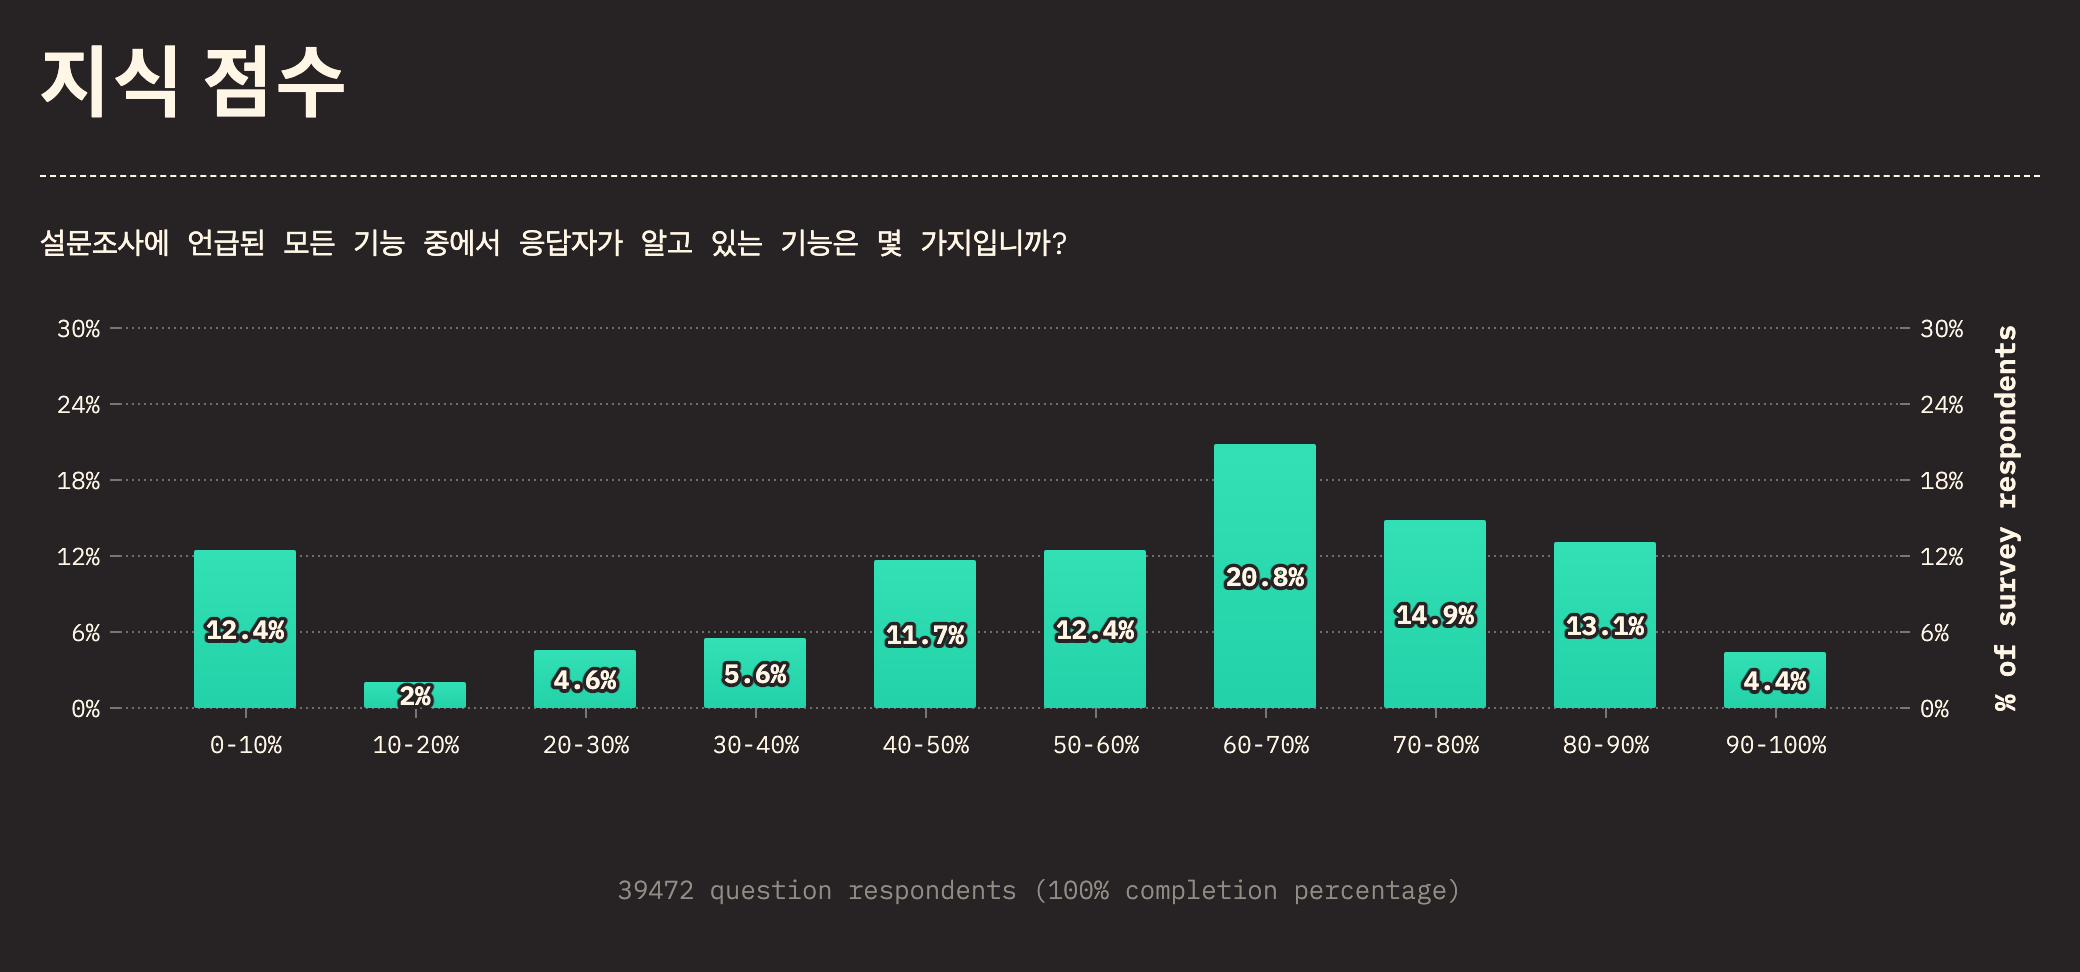 지식 점수
설문조사에 언급된 모든 기능 중에서 응답자가 알고 있는 기능은 몇 가지입니까?
30% 30%
24% 24%
18% 18%
12% 12%
6% 6%
0% 0%
% of survey respondents
12.4% 2% 4.6% 5.6% 11.7% 12.4% 20.8% 14.9% 13.1% 4.4%
0-10% 10-20% 20-30% 30-40% 40-50% 50-60% 60-70% 70-80% 80-90% 90-100%
39472 question respondents (100% completion percentage)